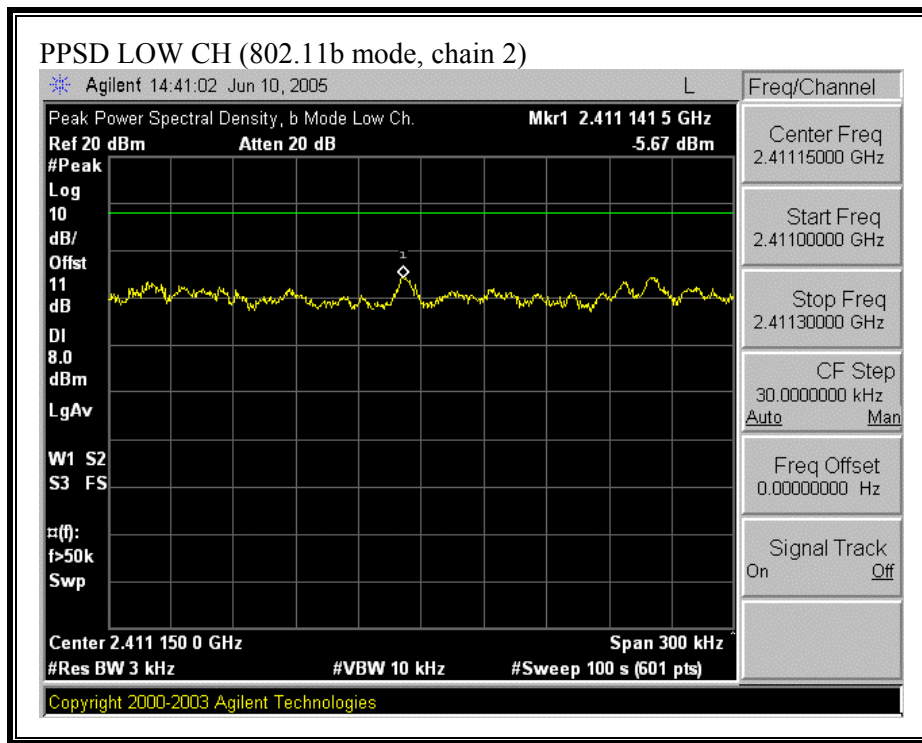 PPSD LOW CH (802.11b mode, chain 2)
Agilent 14:41:02 Jun 10, 2005 L
Freq/Channel
Peak Power Spectral Density, b Mode Low Ch. Mkr1 2.411 141 5 GHz
Ref 20 dBm Atten 20 dB -5.67 dBm
#Peak
Log
10
dB/
Offst
11
dB
DI
8.0
dBm
LgAv
W1 S2
S3 FS
¤(f):
f>50k
Swp
1
Center 2.411 150 0 GHz Span 300 kHz
#Res BW 3 kHz #VBW 10 kHz #Sweep 100 s (601 pts)
Copyright 2000-2003 Agilent Technologies
Center Freq
2.41115000 GHz
Start Freq
2.41100000 GHz
Stop Freq
2.41130000 GHz
CF Step
30.0000000 kHz
Auto Man
Freq Offset
0.00000000 Hz
Signal Track
On Off